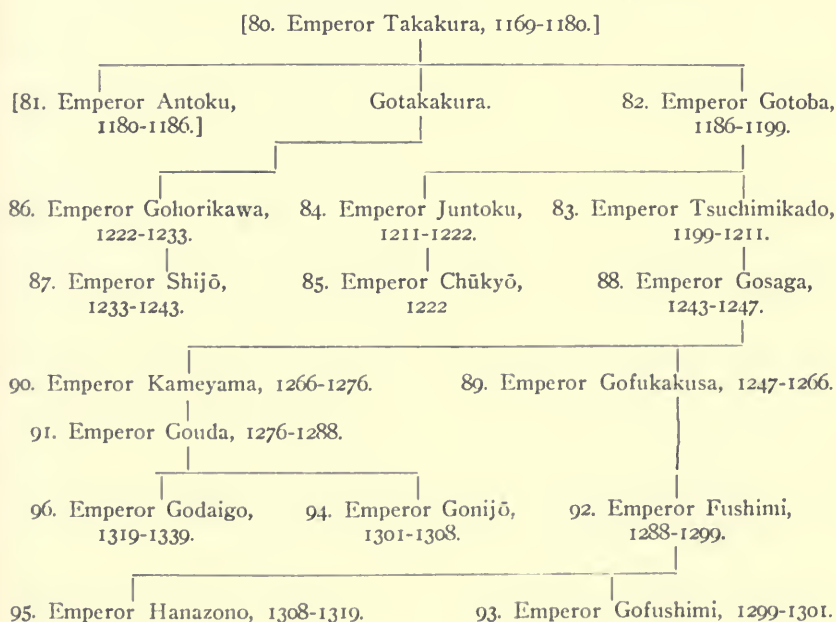 [80. Emperor Takakura, 1169-1180.]
[81. Emperor Antoku, 1180-1186.]
Gotakakura.
82. Emperor Gotoba, 1186-1199.
86. Emperor Gohorikawa, 1222-1233.
84. Emperor Juntoku, 1211-1222.
83. Emperor Tsuchimikado, 1199-1211.
87. Emperor Shijō, 1233-1243.
85. Emperor Chūkyō, 1222
88. Emperor Gosaga, 1243-1247.
90. Emperor Kameyama, 1266-1276.
89. Emperor Gofukakusa, 1247-1266.
91. Emperor Gouda, 1276-1288.
96. Emperor Godaigo, 1319-1339.
94. Emperor Gonijō, 1301-1308.
92. Emperor Fushimi, 1288-1299.
95. Emperor Hanazono, 1308-1319.
93. Emperor Gofushimi, 1299-1301.